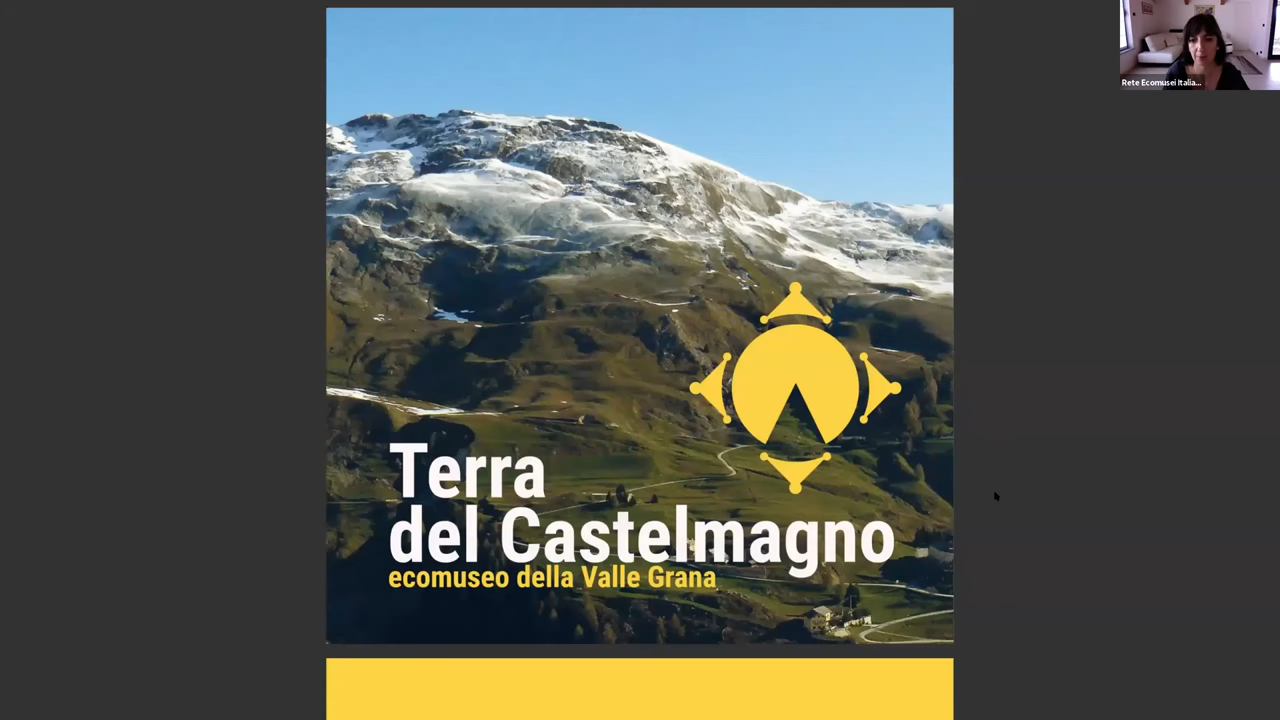 Rete Ecomusei Italia...
Terra
del Castelmagno
ecomuseo della Valle Grana